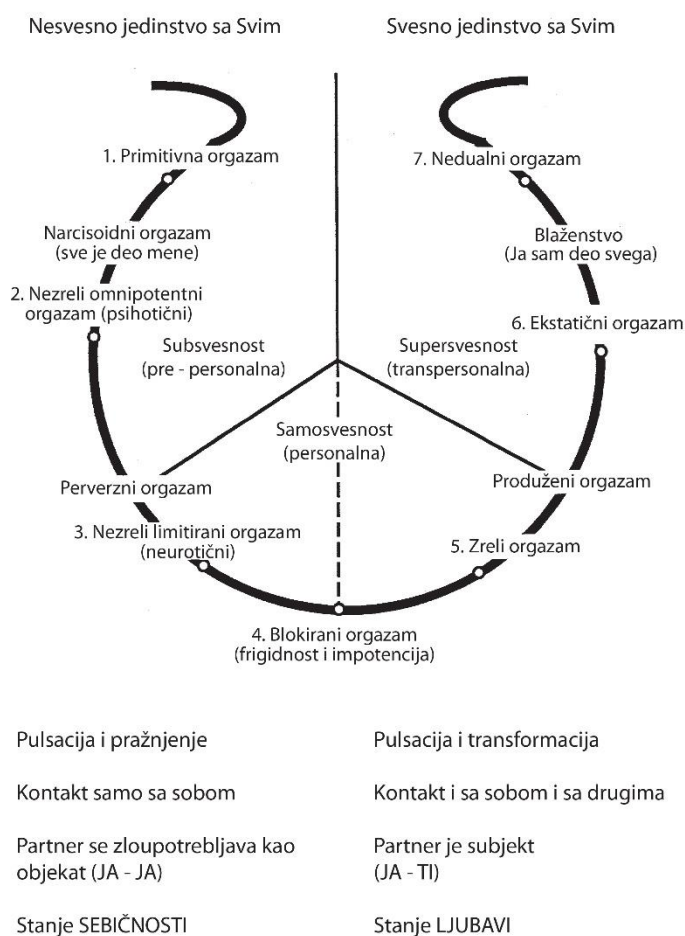 Nesvesno jedinstvo sa Svim
Svesno jedinstvo sa Svim
1. Primitivna orgazam
7. Nedualni orgazam
Narcisoidni orgazam
(sve je deo mene)
Blaženstvo
(Ja sam deo svega)
2. Nezreli omnipotentni
orgazam (psihotični)
6. Ekstatični orgazam
Subsvesnost
(pre - personalna)
Supersvesnost
(transpersonalna)
Samosvesnost
(personalna)
Perverzni orgazam
Produženi orgazam
3. Nezreli limitirani orgazam
(neurotični)
5. Zreli orgazam
4. Blokirani orgazam
(frigidnost i impotencija)
Pulsacija i pražnjenje
Pulsacija i transformacija
Kontakt samo sa sobom
Kontakt i sa sobom i sa drugima
Partner se zloupotrebljava kao
objekat (JA - JA)
Partner je subjekt
(JA - TI)
Stanje SEBIČNOSTI
Stanje LJUBAVI